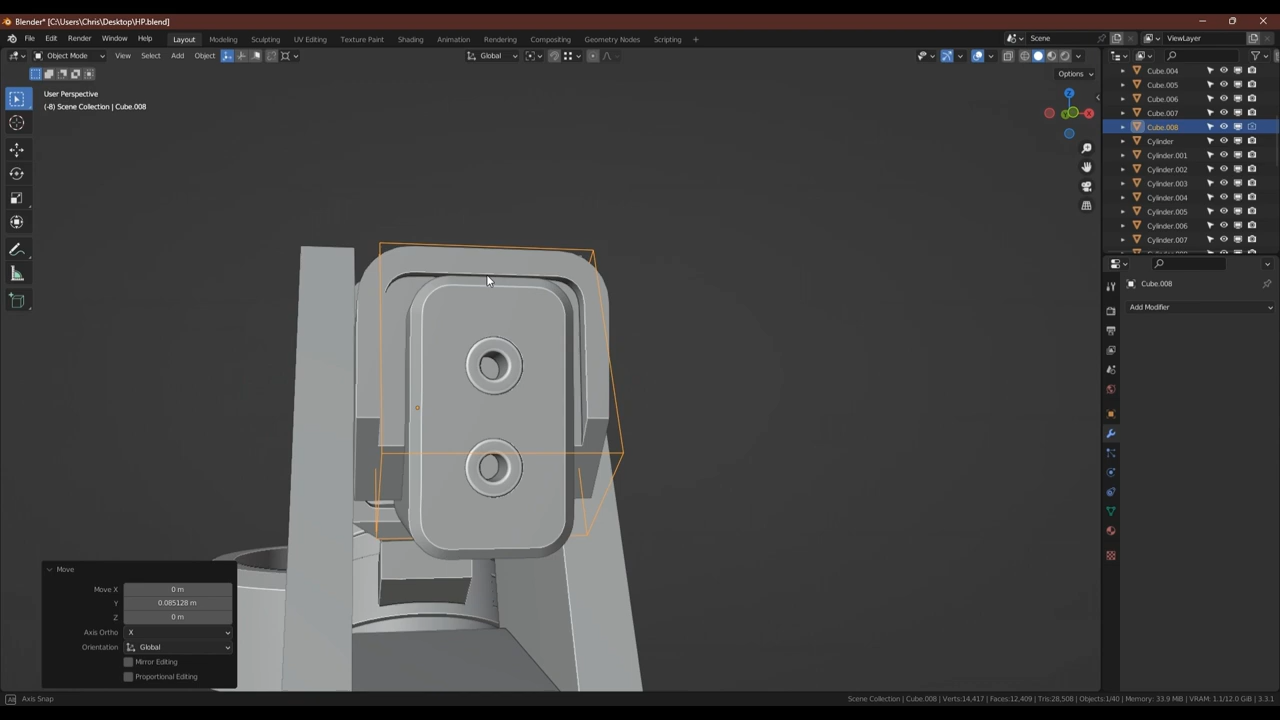 Blender* [C:\Users\Chris\Desktop\HP.blend]
File Edit Render Window Help Layout Modeling Sculpting UV Editing Texture Paint Shading Animation Rendering Compositing Geometry Nodes Scripting + Scene ViewLayer
Object Mode View Select Add Object Global
Options
User Perspective
(-8) Scene Collection | Cube.008
Z
X
Y
Cube.004
Cube.005
Cube.006
Cube.007
Cube.008
Cylinder
Cylinder.001
Cylinder.002
Cylinder.003
Cylinder.004
Cylinder.005
Cylinder.006
Cylinder.007
Cube.008
Add Modifier
Move
Move X 0 m
Y 0.085128 m
Z 0 m
Axis Ortho X
Orientation Global
Mirror Editing
Proportional Editing
Alt Axis Snap
Scene Collection | Cube.008 | Verts:14,417 | Faces:12,409 | Tris:28,508 | Objects:1/40 | Memory: 33.9 MiB | VRAM: 1.1/12.0 GiB | 3.3.1